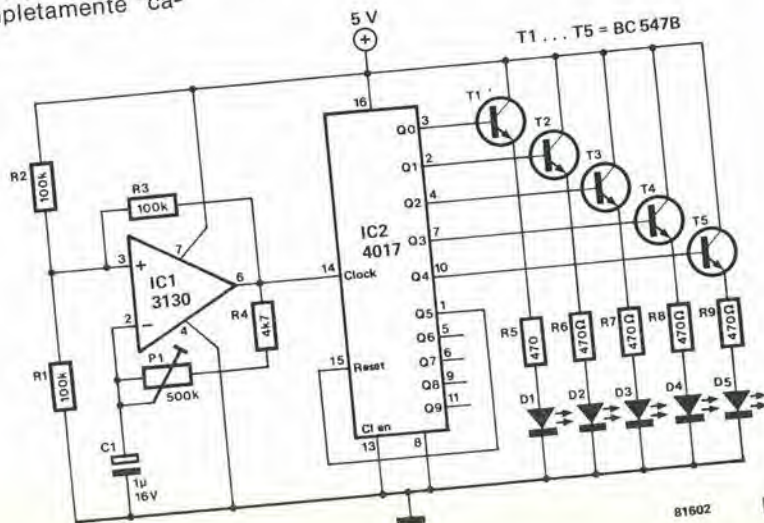 pletamente "ca-
5 V
T1 . . . T5 = BC 547B
16
T1
Q0 3
T2
R2
100k
R3
100k
Q1 2
T3
Q2 4
T4
7
3
+
IC1
3130
6
IC2
4017
Q3 7
T5
14
Clock
Q4 10
2
−
4
R4
4k7
Q5 1
Q6 5
Q7 6
Q8 9
Q9 11
R5
470
R6
470Ω
R7
470Ω
R8
470Ω
R9
470Ω
R1
100k
P1
500k
15
Reset
D1
D2
D3
D4
D5
C1
1µ
16V
Cl en
13
8
81602